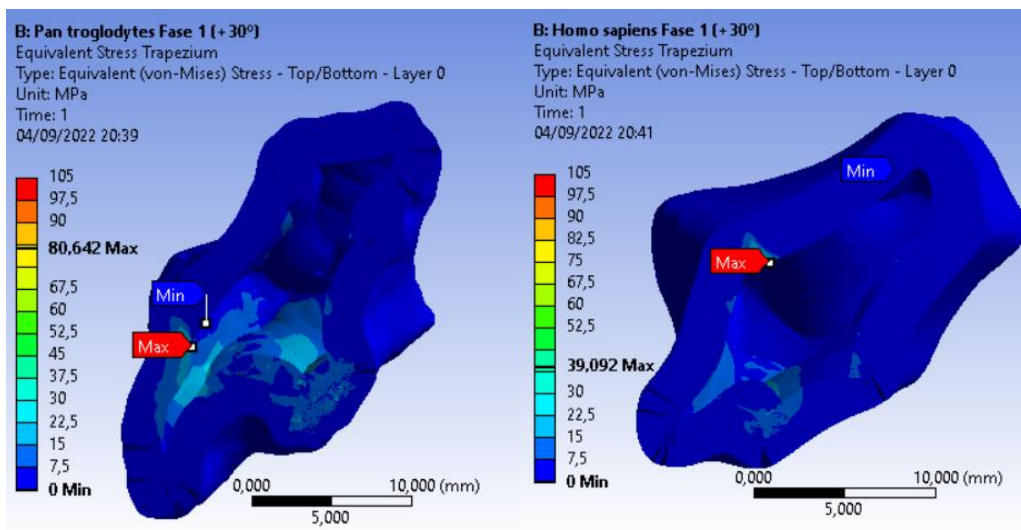 B: Pan troglodytes Fase 1 (+30º)
Equivalent Stress Trapezium
Type: Equivalent (von-Mises) Stress - Top/Bottom - Layer 0
Unit: MPa
Time: 1
04/09/2022 20:39
105
97,5
90
80,642 Max
67,5
60
52,5
45
37,5
30
22,5
15
7,5
0 Min
Min
Max
0,000
10,000 (mm)
5,000
B: Homo sapiens Fase 1 (+30º)
Equivalent Stress Trapezium
Type: Equivalent (von-Mises) Stress - Top/Bottom - Layer 0
Unit: MPa
Time: 1
04/09/2022 20:41
105
97,5
90
82,5
75
67,5
60
52,5
39,092 Max
30
22,5
15
7,5
0 Min
Min
Max
0,000
10,000 (mm)
5,000